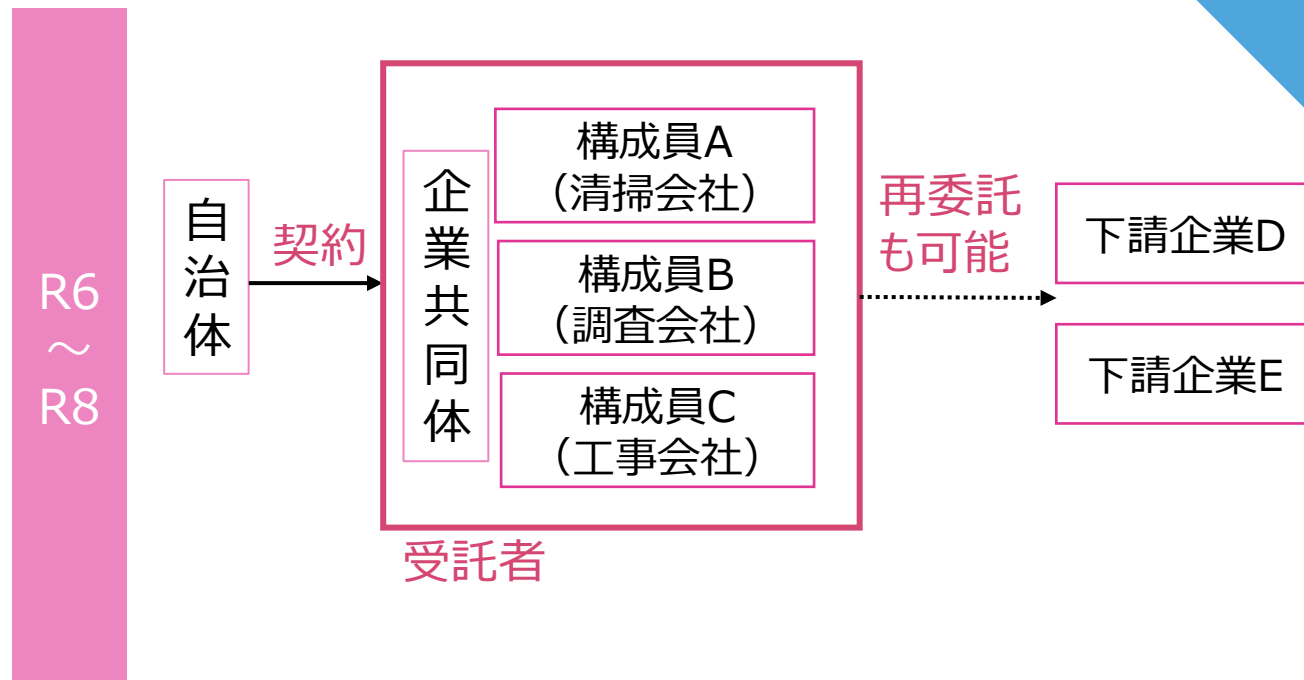 R6
～
R8
自治体
契約
企業共同体
構成員A
（清掃会社）
構成員B
（調査会社）
構成員C
（工事会社）
受託者
再委託
も可能
下請企業D
下請企業E